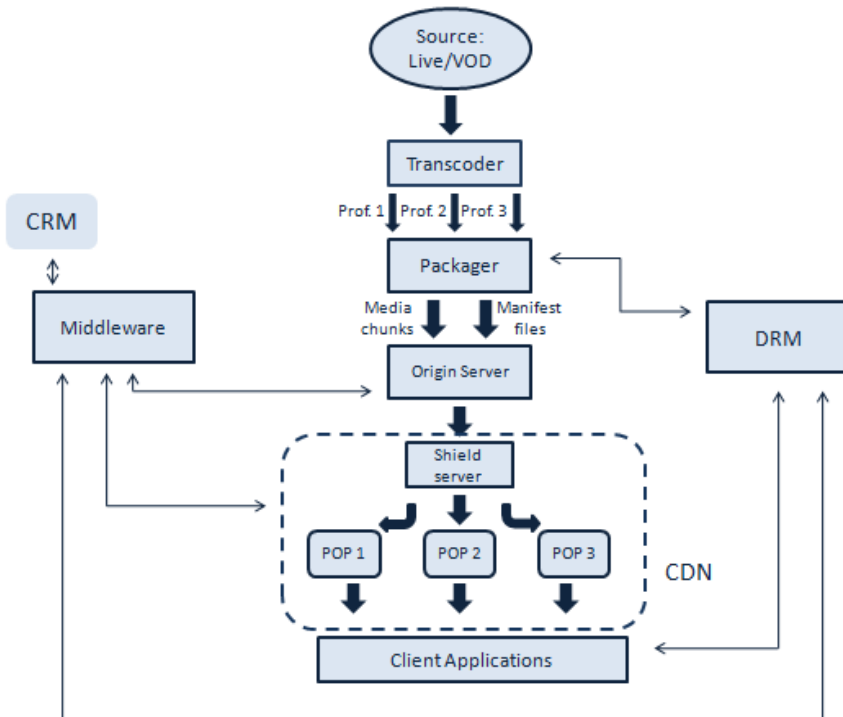 Source:
Live/VOD
Transcoder
Prof. 1 Prof. 2 Prof. 3
CRM
Packager
Media
chunks
Manifest
files
Middleware
DRM
Origin Server
Shield
server
POP 1
POP 2
POP 3
CDN
Client Applications